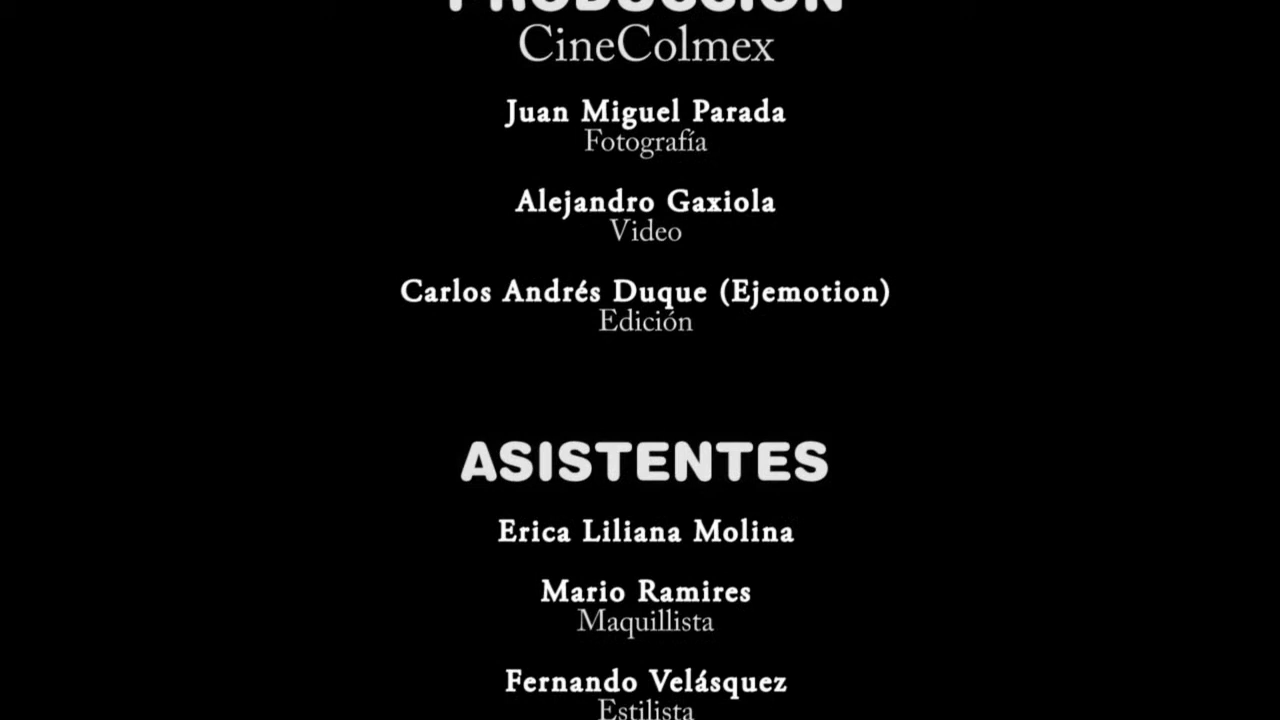 PRODUCCIÓN
CineColmex
Juan Miguel Parada
Fotografía
Alejandro Gaxiola
Video
Carlos Andrés Duque (Ejemotion)
Edición
ASISTENTES
Erica Liliana Molina
Mario Ramires
Maquillista
Fernando Velásquez
Estilista